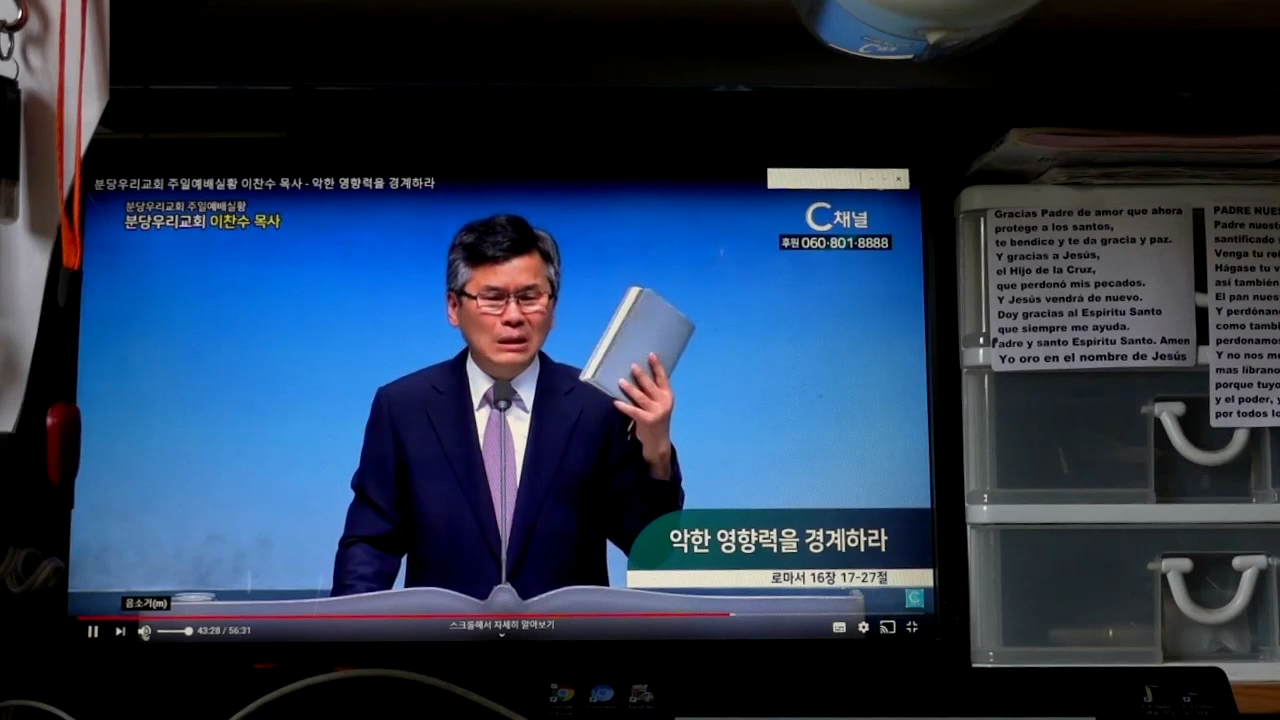 분당우리교회 주일예배실황 이찬수 목사 - 악한 영향력을 경계하라
분당우리교회 주일예배실황
분당우리교회 이찬수 목사
C채널
후원 060·801·8888
악한 영향력을 경계하라
로마서 16장 17-27절
C
음소거(m)
43:28 / 56:31
스크롤해서 자세히 알아보기
Gracias Padre de amor que ahora
protege a los santos,
te bendice y te da gracia y paz.
Y gracias a Jesús,
el Hijo de la Cruz,
que perdonó mis pecados.
Y Jesús vendrá de nuevo.
Doy gracias al Espíritu Santo
que siempre me ayuda.
Padre y santo Espíritu Santo. Amen
Yo oro en el nombre de Jesús
PADRE NUE
Padre nuest
santificado
Venga tu re
Hágase tu v
así también
El pan nues
Y perdónan
como tamb
perdonamos
Y no nos m
mas librano
porque tuyo
y el poder, y
por todos lo